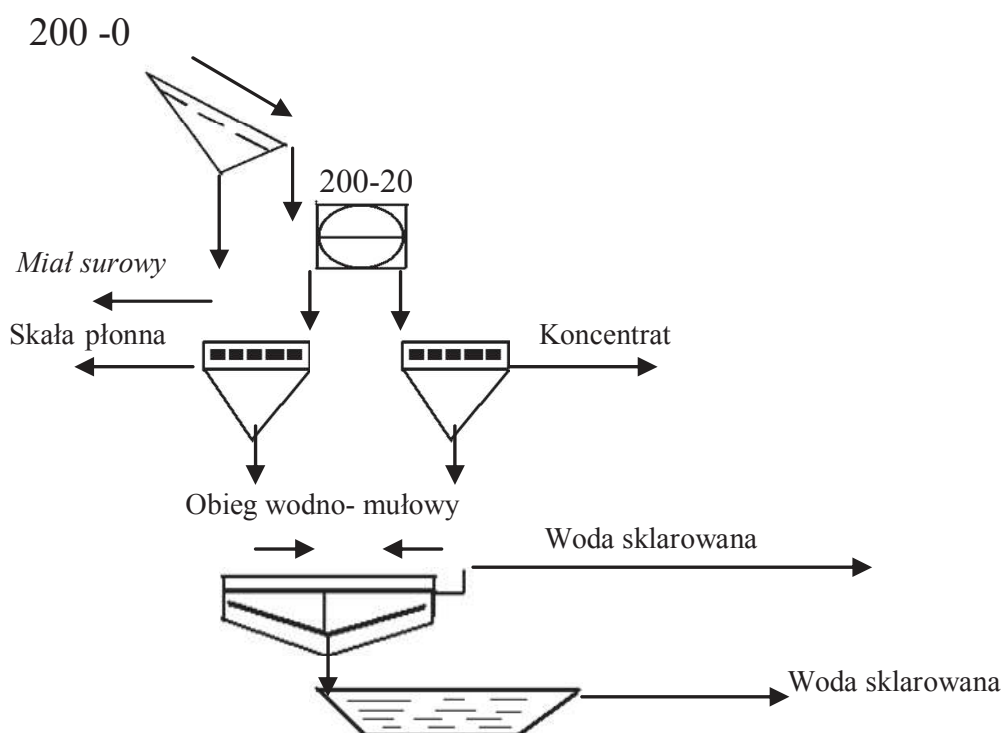 200 -0
200-20
Miał surowy
Skała płonna
Koncentrat
Obieg wodno- mułowy
Woda sklarowana
Woda sklarowana